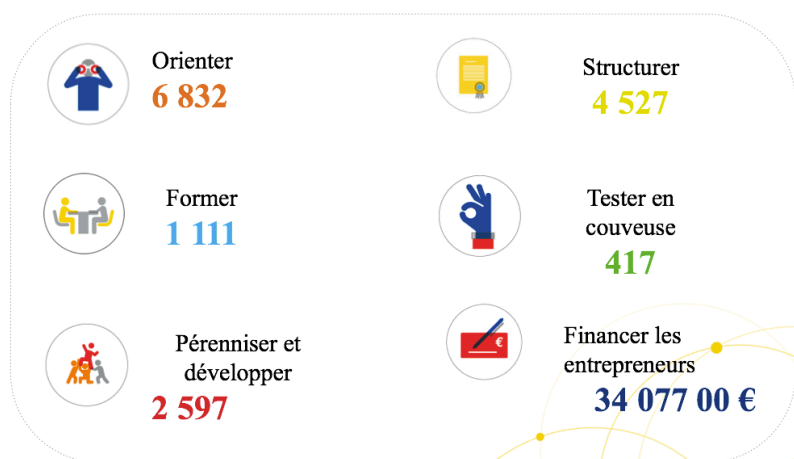 Orienter
6 832
Structurer
4 527
Former
1 111
Tester en
couveuse
417
Pérenniser et
développer
2 597
Financer les
entrepreneurs
34 077 00 €
€